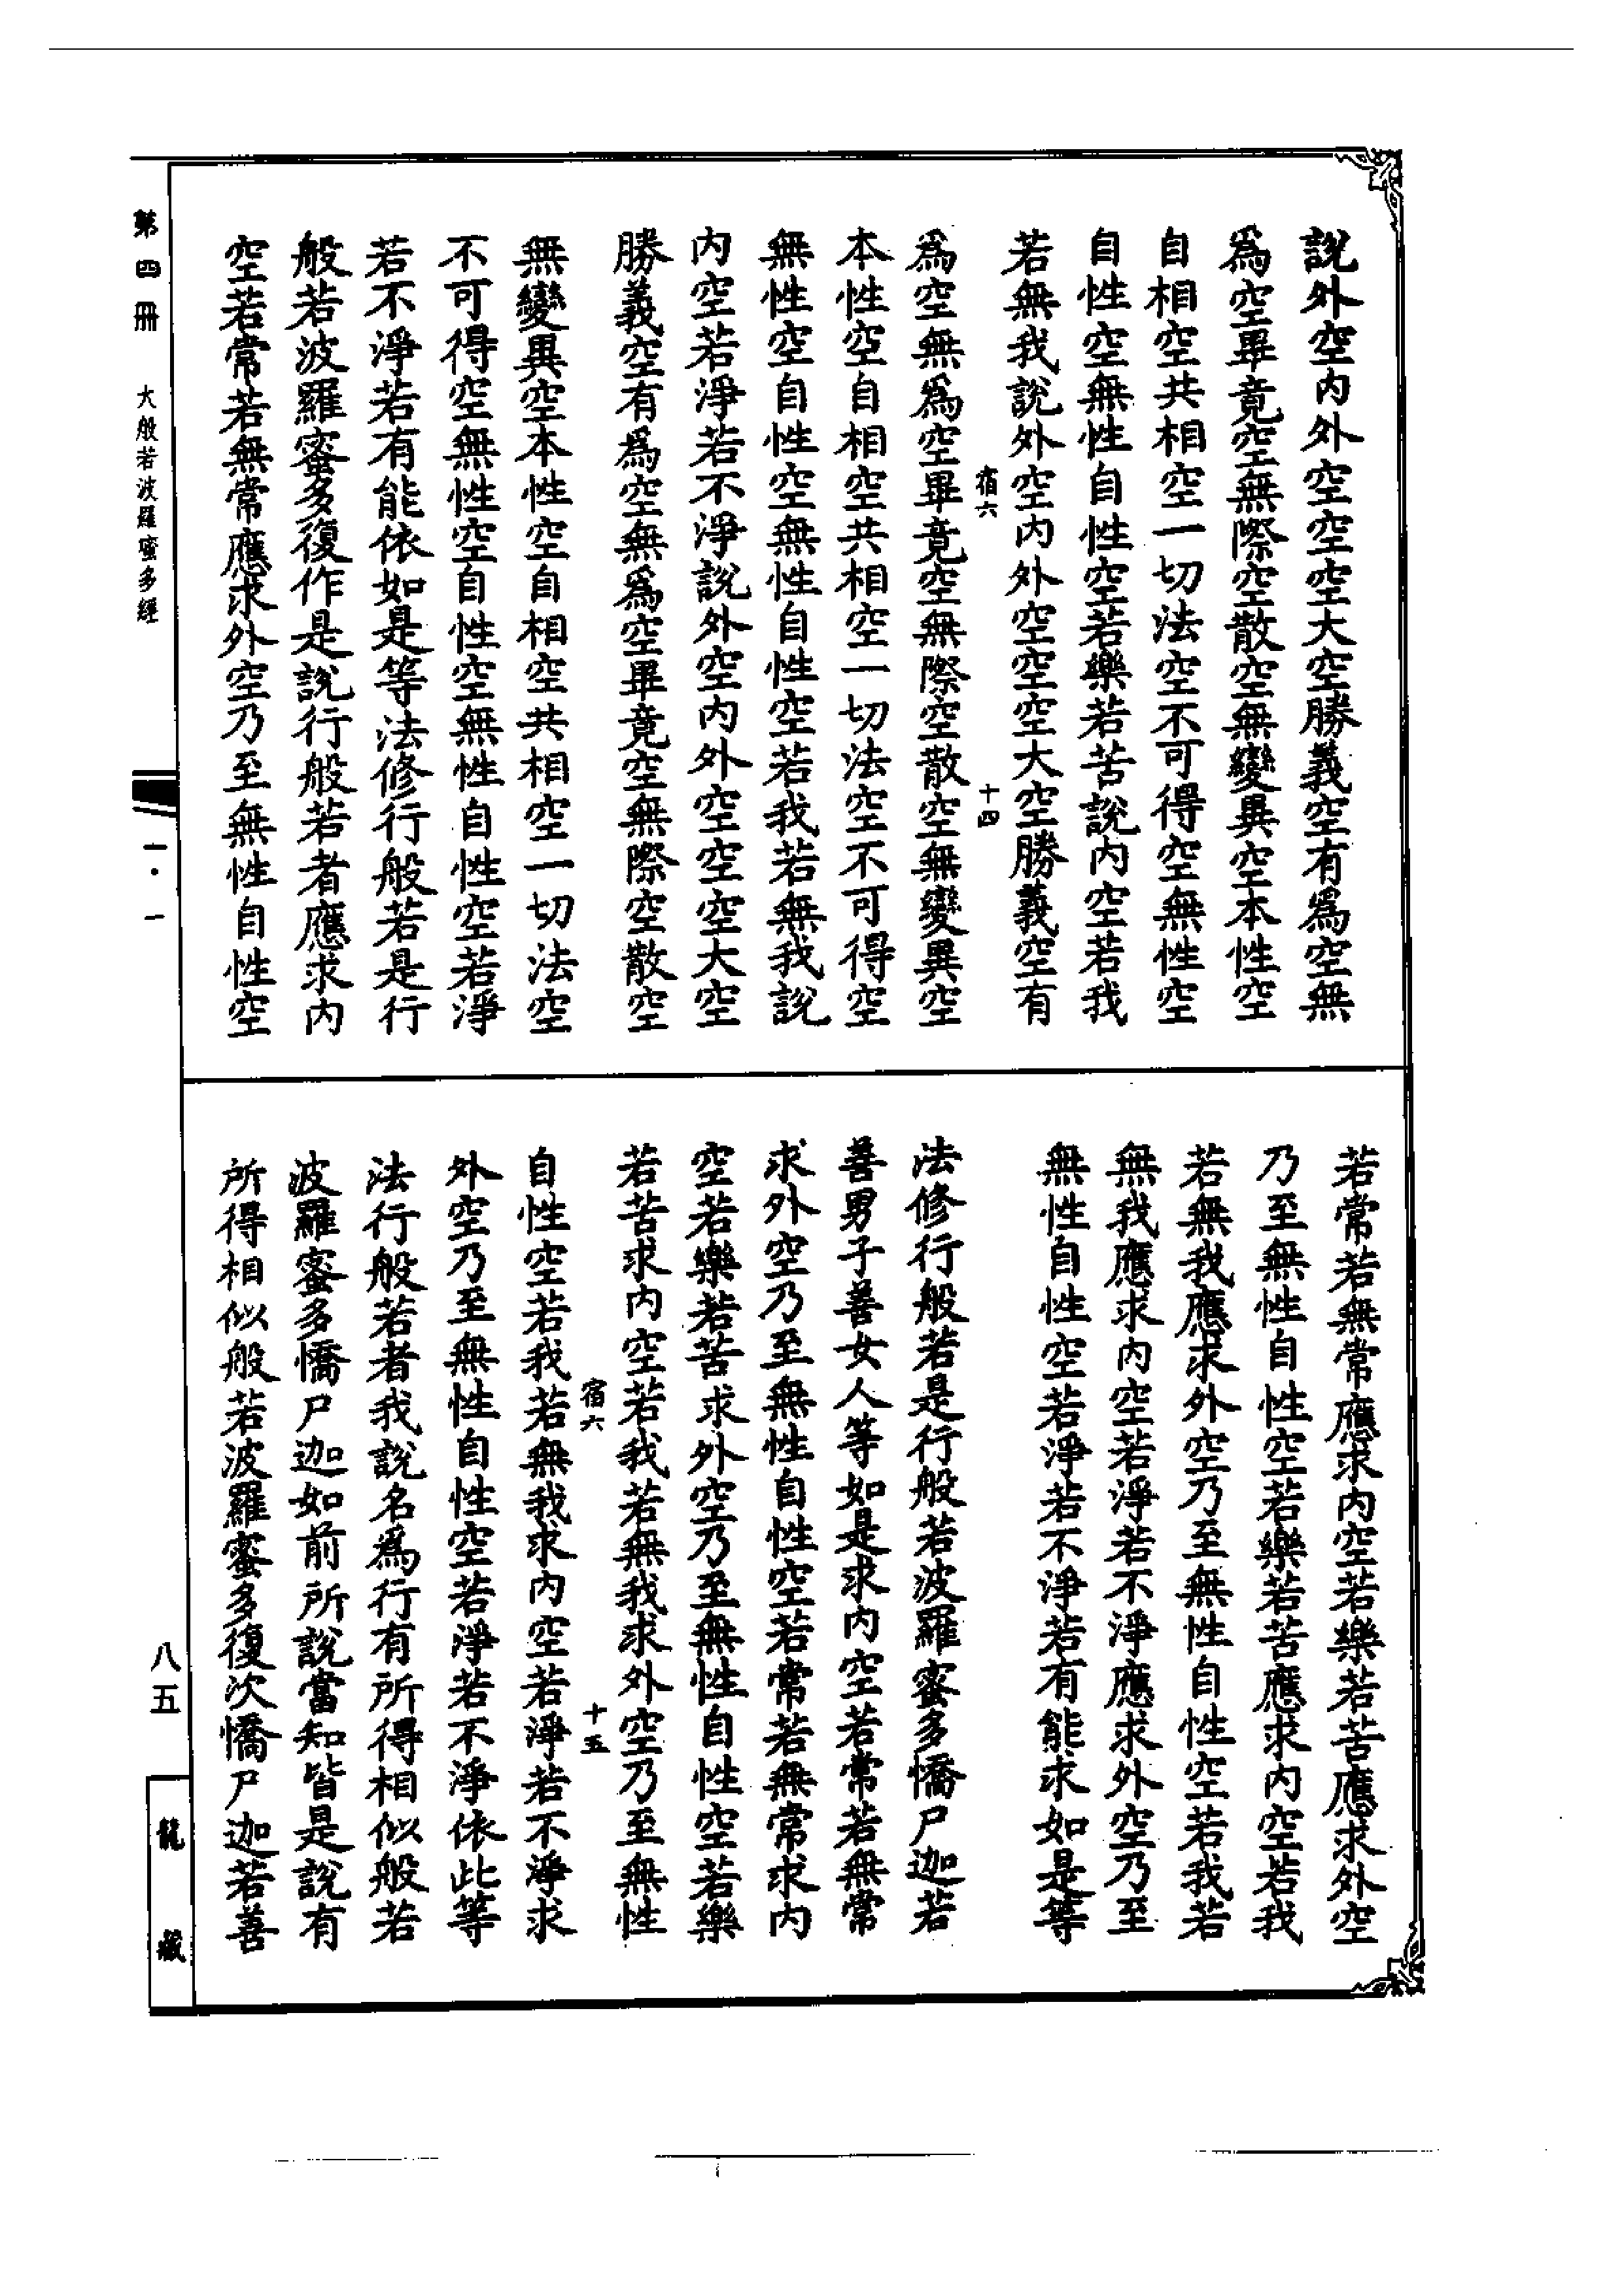 說外空內外空空空大空勝義空有爲空無
爲空畢竟空無際空散空無變異空本性空
自相空共相空一切法空不可得空無性空
自性空無性自性空若樂若苦說內空若我
若無我說外空內外空空空大空勝義空有
宿六
十四
爲空無爲空畢竟空無際空散空無變異空
本性空自相空共相空一切法空不可得空
無性空自性空無性自性空若我若無我說
內空若淨若不淨說外空內外空空空大空
勝義空有爲空無爲空畢竟空無際空散空
無變異空本性空自相空共相空一切法空
不可得空無性空自性空無性自性空若淨
若不淨若有能依如是等法修行般若是行
般若波羅蜜多復作是說行般若者應求內
空若常若無常應求外空乃至無性自性空
若常若無常應求內空若樂若苦應求外空
乃至無性自性空若樂若苦應求內空若我
若無我應求外空乃至無性自性空若我若
無我應求內空若淨若不淨應求外空乃至
無性自性空若淨若不淨若有能求如是等
法修行般若是行般若波羅蜜多憍尸迦若
善男子善女人等如是求內空若常若無常
求外空乃至無性自性空若常若無常求內
空若樂若苦求外空乃至無性自性空若樂
若苦求內空若我若無我求外空乃至無性
宿六
十五
自性空若我若無我求內空若淨若不淨求
外空乃至無性自性空若淨若不淨依此等
法行般若者我說名爲行有所得相似般若
波羅蜜多憍尸迦如前所說當知皆是說有
所得相似般若波羅蜜多復次憍尸迦若善
第四冊
大般若波羅蜜多經
一·一
八五
龍藏